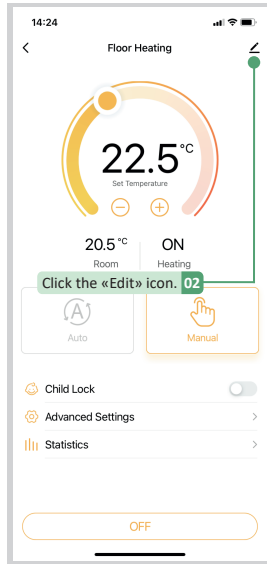 14:24
Floor Heating
22.5°C
Set Temperature
20.5 °C
ON
Room
Heating
Click the «Edit» icon. 02
A
Auto
Manual
Child Lock
Advanced Settings
Statistics
OFF